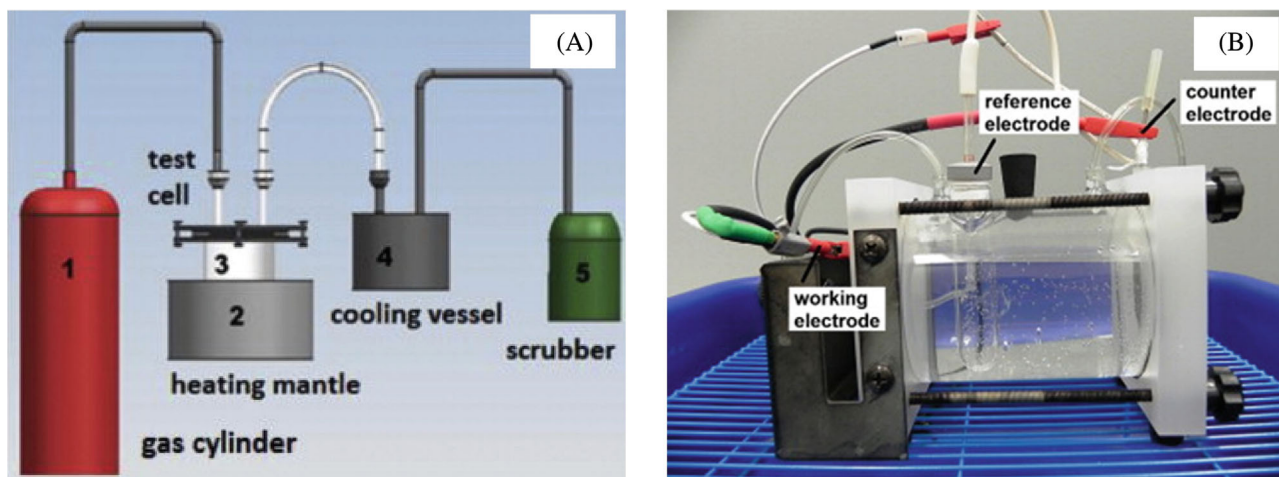 (A)
test
cell
1
2
3
4
5
cooling vessel
scrubber
heating mantle
gas cylinder
(B)
reference
electrode
counter
electrode
working
electrode